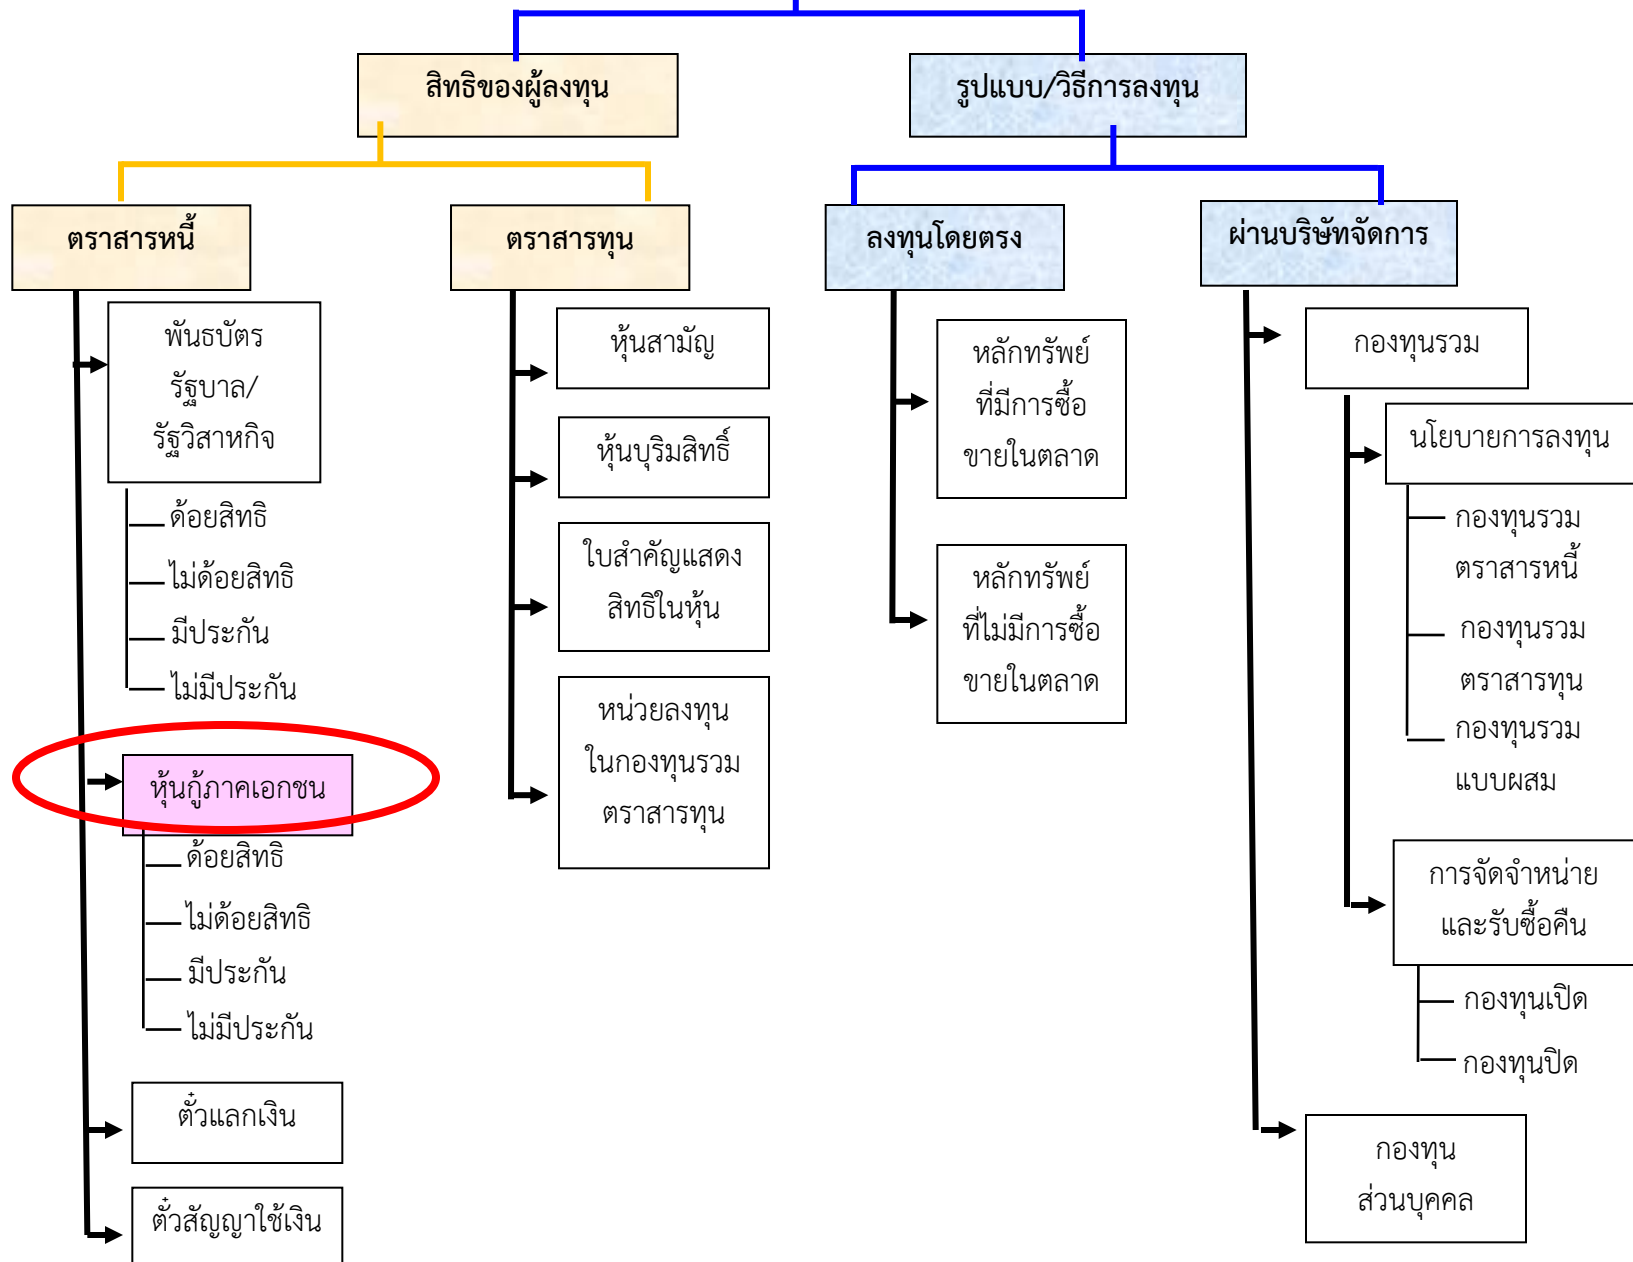 สิทธิของผู้ลงทุน
รูปแบบ/วิธีการลงทุน
ตราสารหนี้
ตราสารทุน
ลงทุนโดยตรง
ผ่านบริษัทจัดการ
พันธบัตร
รัฐบาล/
รัฐวิสาหกิจ
ด้อยสิทธิ
ไม่ด้อยสิทธิ
มีประกัน
ไม่มีประกัน
หุ้นกู้ภาคเอกชน
ด้อยสิทธิ
ไม่ด้อยสิทธิ
มีประกัน
ไม่มีประกัน
ตั๋วแลกเงิน
ตั๋วสัญญาใช้เงิน
หุ้นสามัญ
หุ้นบุริมสิทธิ์
ใบสำคัญแสดง
สิทธิในหุ้น
หน่วยลงทุน
ในกองทุนรวม
ตราสารทุน
หลักทรัพย์
ที่มีการซื้อ
ขายในตลาด
หลักทรัพย์
ที่ไม่มีการซื้อ
ขายในตลาด
กองทุนรวม
นโยบายการลงทุน
กองทุนรวม
ตราสารหนี้
กองทุนรวม
ตราสารทุน
กองทุนรวม
แบบผสม
การจัดจำหน่าย
และรับซื้อคืน
กองทุนเปิด
กองทุนปิด
กองทุน
ส่วนบุคคล